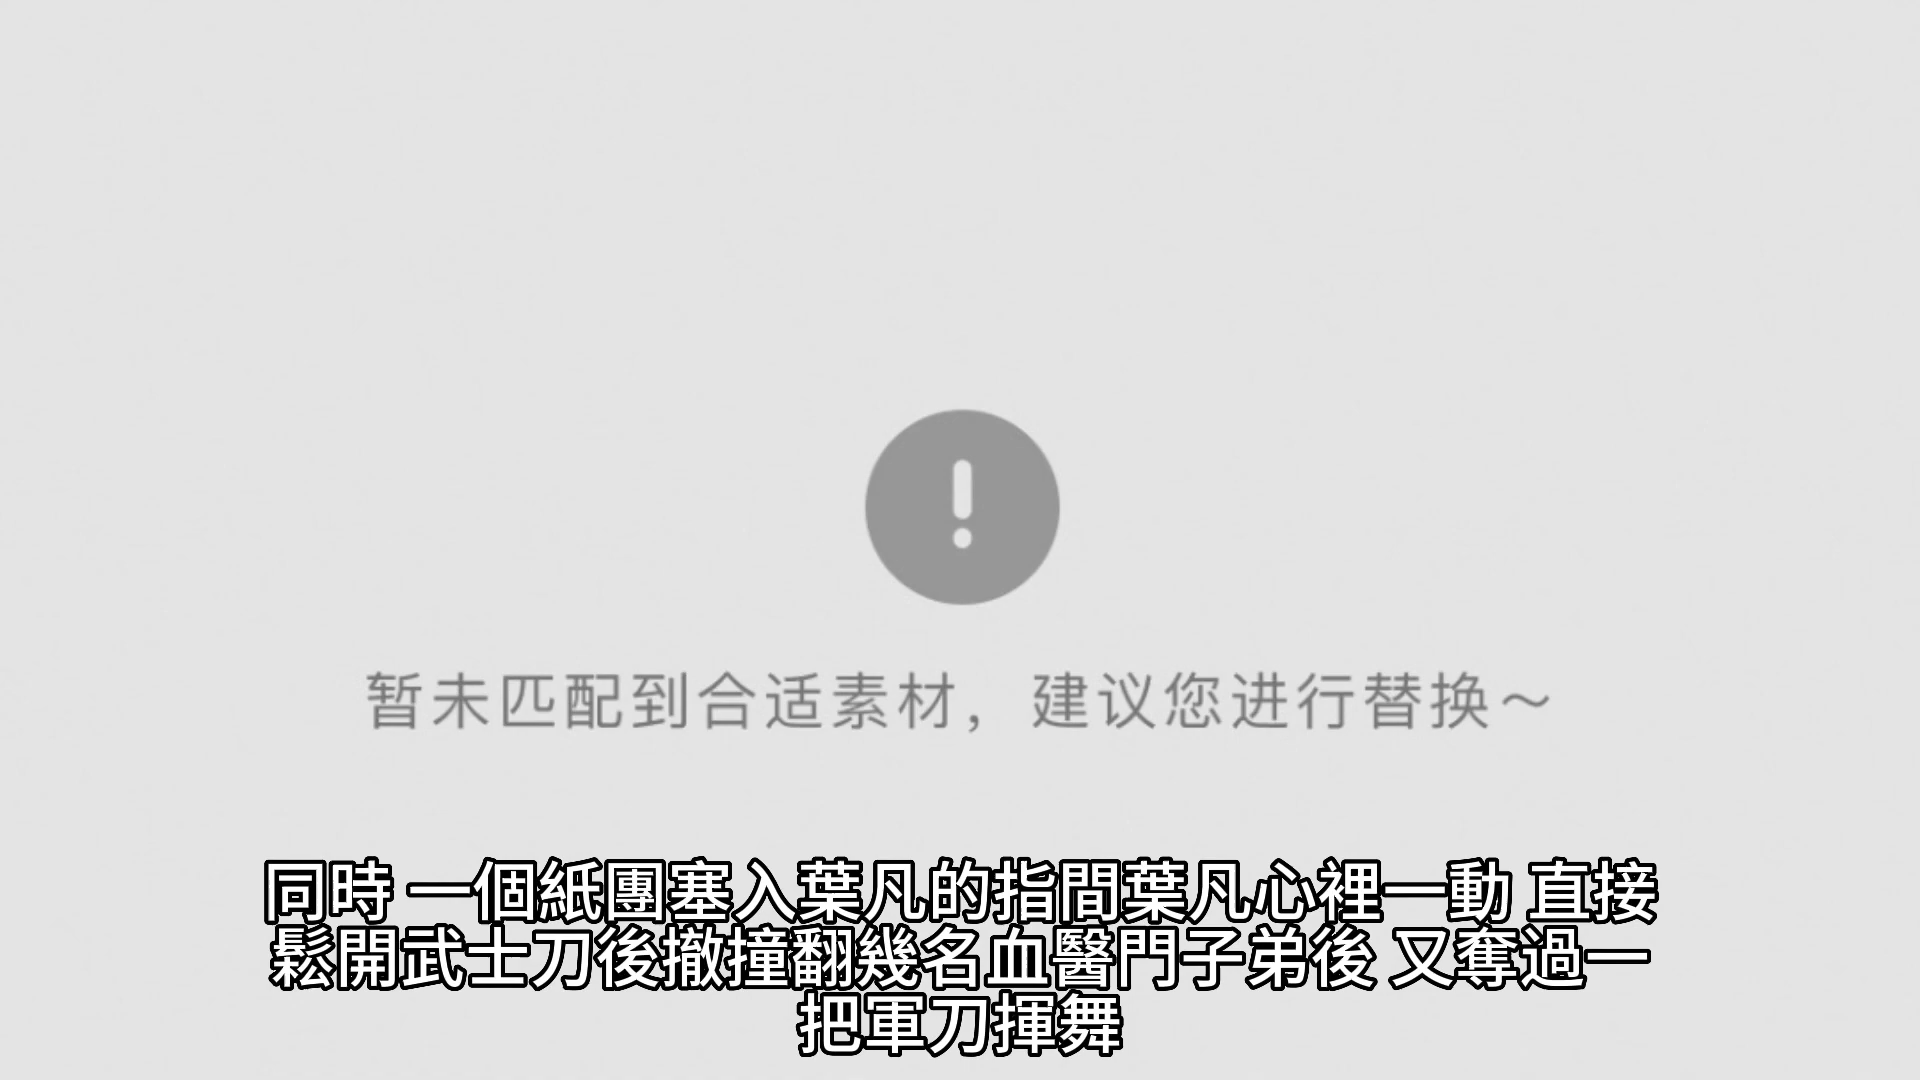 暂未匹配到合适素材，建议您进行替换～
同時 一個紙團塞入葉凡的指間葉凡心裡一動 直接
鬆開武士刀後撤撞翻幾名血醫門子弟後 又奪過一
把軍刀揮舞